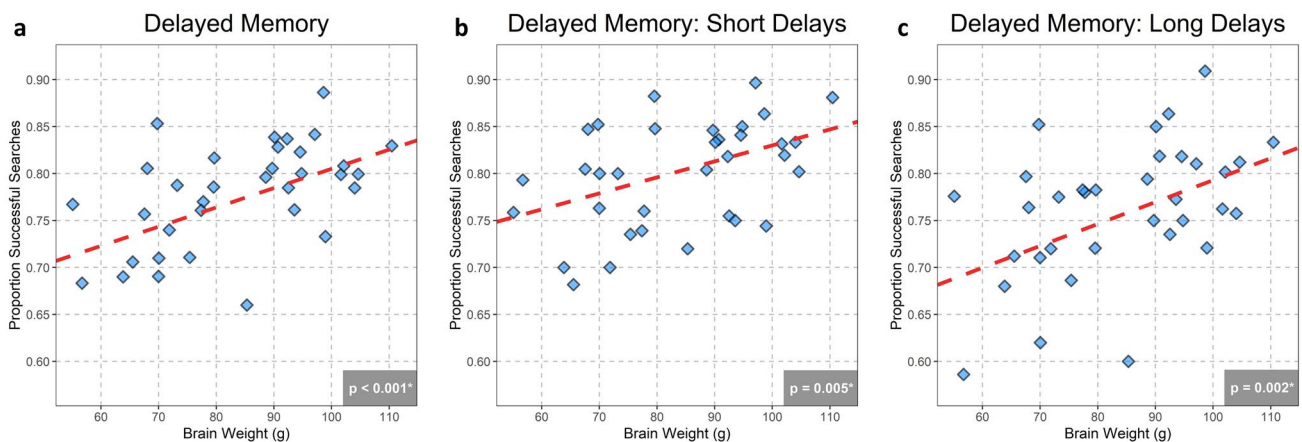 a
Delayed Memory
Proportion Successful Searches
0.90
0.85
0.80
0.75
0.70
0.65
0.60
p < 0.001*
60 70 80 90 100 110
Brain Weight (g)
b
Delayed Memory: Short Delays
Proportion Successful Searches
0.90
0.85
0.80
0.75
0.70
0.65
0.60
p = 0.005*
60 70 80 90 100 110
Brain Weight (g)
c
Delayed Memory: Long Delays
Proportion Successful Searches
0.90
0.85
0.80
0.75
0.70
0.65
0.60
p = 0.002*
60 70 80 90 100 110
Brain Weight (g)